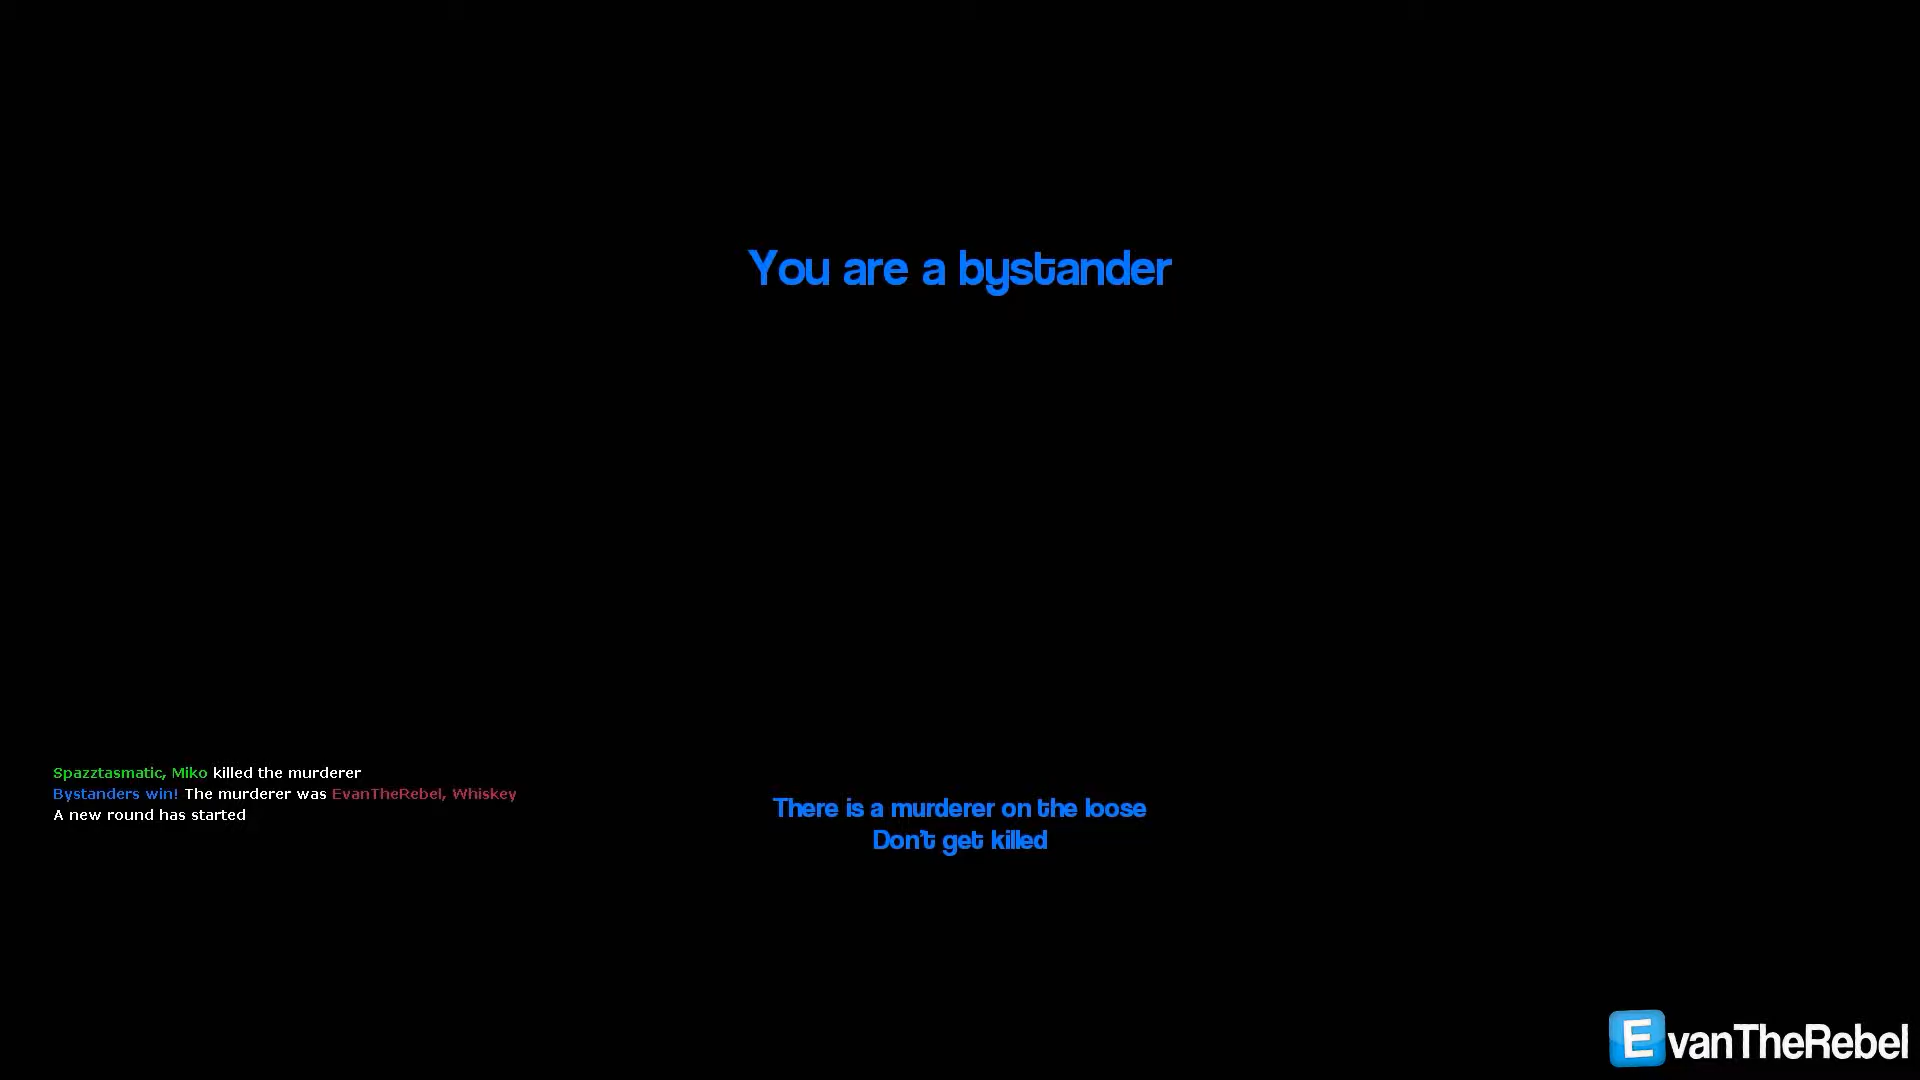 You are a bystander
Spazztasmatic, Miko killed the murderer
Bystanders win! The murderer was EvanTheRebel, Whiskey
A new round has started
There is a murderer on the loose
Don't get killed
EvanTheRebel